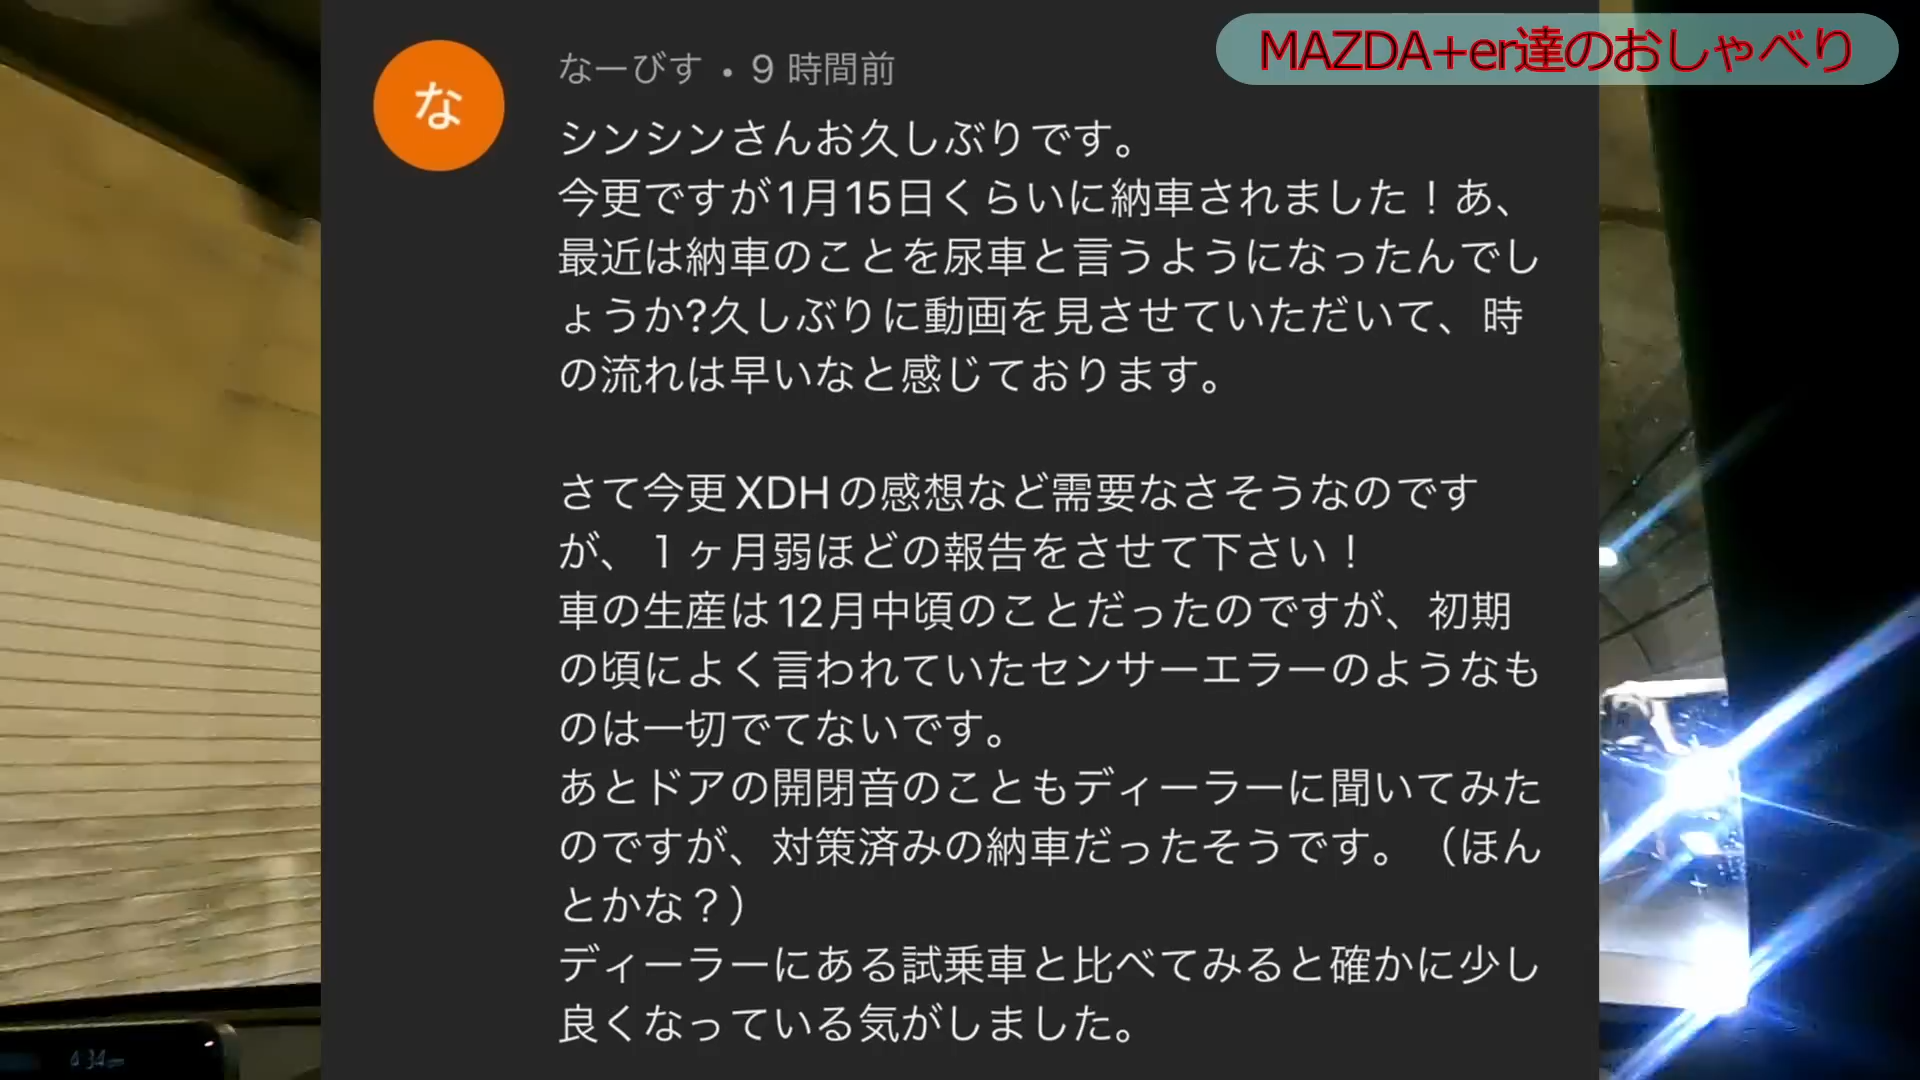 MAZDA+er達のおしゃべり
な
なーびす・9 時間前
シンシンさんお久しぶりです。
今更ですが1月15日くらいに納車されました！あ、
最近は納車のことを尿車と言うようになったんでし
ょうか?久しぶりに動画を見させていただいて、時
の流れは早いなと感じております。
さて今更XDHの感想など需要なさそうなのです
が、１ヶ月弱ほどの報告をさせて下さい！
車の生産は12月中頃のことだったのですが、初期
の頃によく言われていたセンサーエラーのようなも
のは一切でてないです。
あとドアの開閉音のこともディーラーに聞いてみた
のですが、対策済みの納車だったそうです。（ほん
とかな？）
ディーラーにある試乗車と比べてみると確かに少し
良くなっている気がしました。